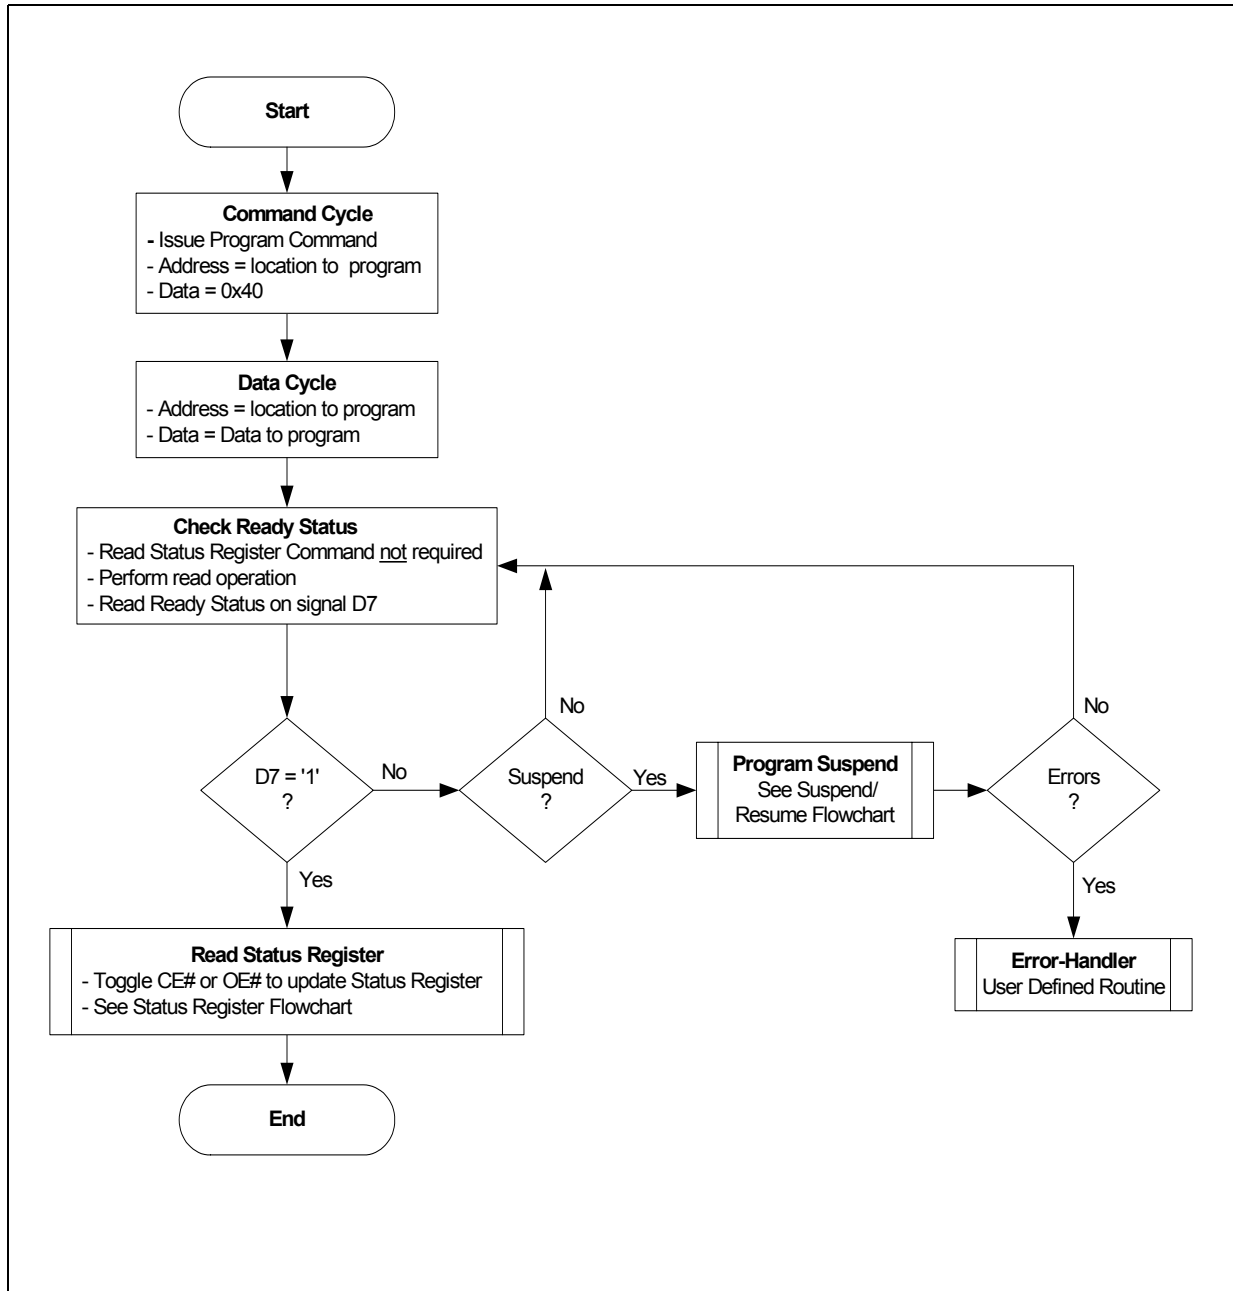 Start
Command Cycle
- Issue Program Command
- Address = location to  program
- Data = 0x40
Data Cycle
- Address = location to program
- Data = Data to program
Check Ready Status
- Read Status Register Command not required
- Perform read operation
- Read Ready Status on signal D7
D7 = '1'
?
No
Yes
Suspend
?
No
Yes
Program Suspend
See Suspend/
Resume Flowchart
Errors
?
No
Yes
Error-Handler
User Defined Routine
Read Status Register
- Toggle CE# or OE# to update Status Register
- See Status Register Flowchart
End